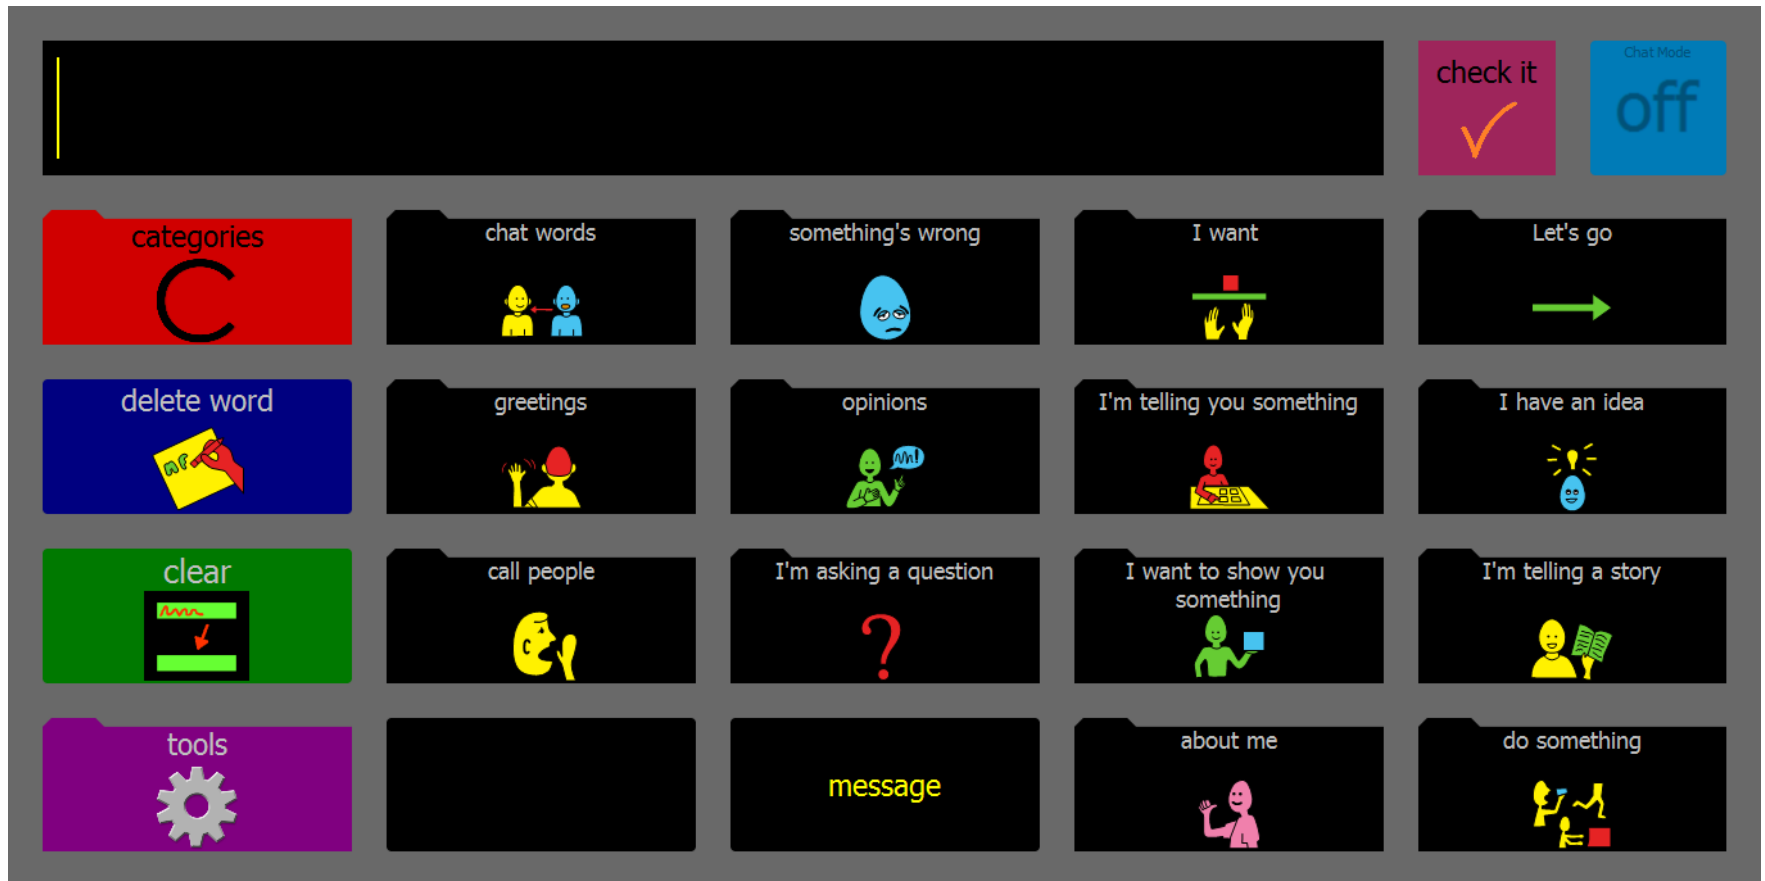 check it
Chat Mode
off
categories
chat words
something's wrong
I want
Let's go
delete word
greetings
opinions
I'm telling you something
I have an idea
clear
call people
I'm asking a question
I want to show you
something
I'm telling a story
tools
message
about me
do something